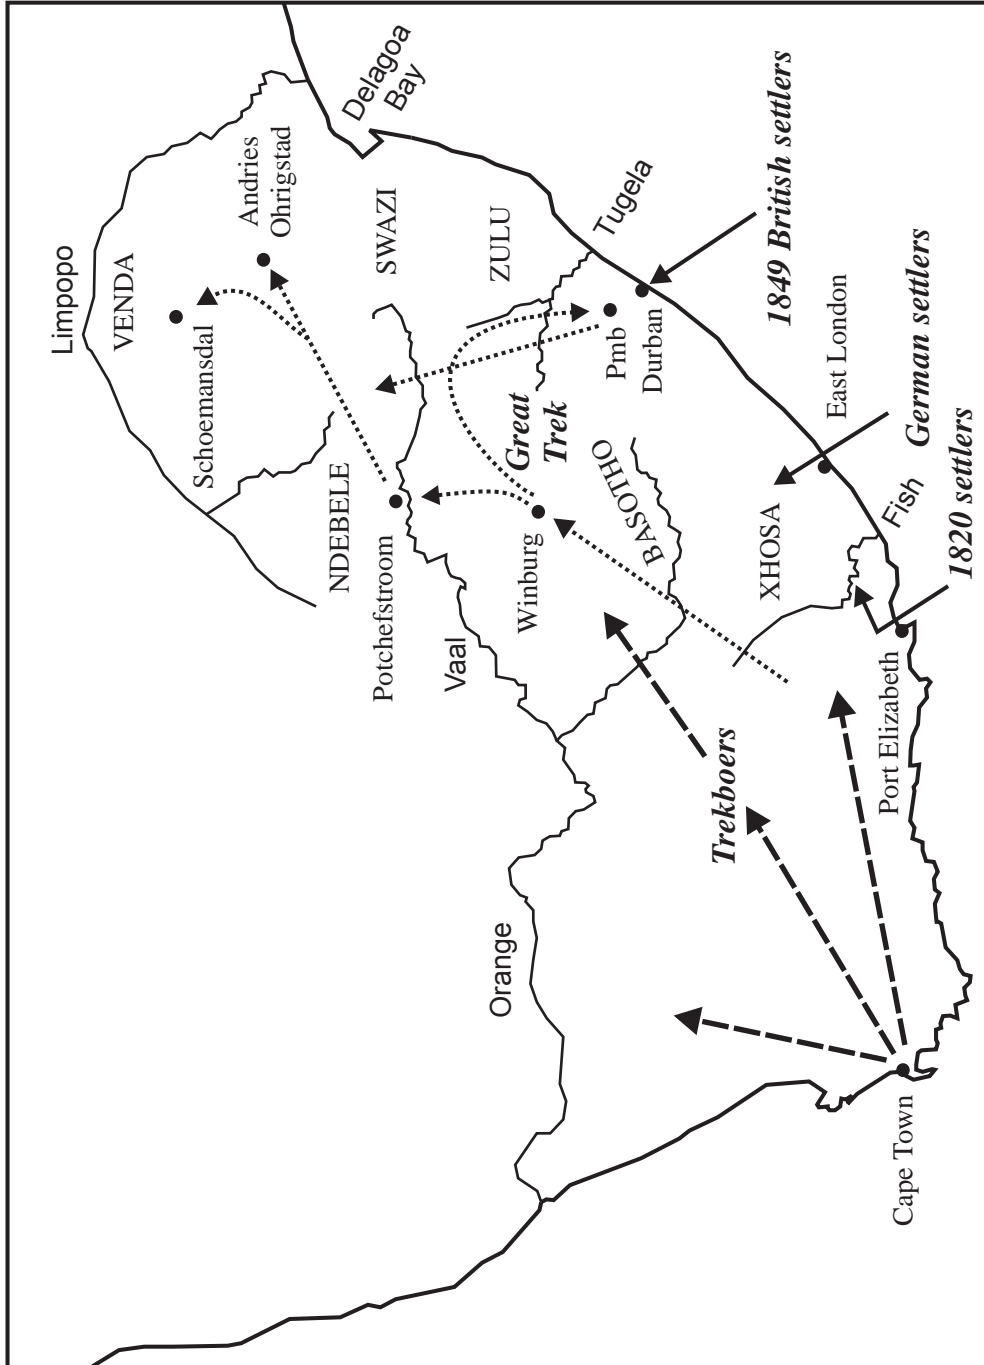 Limpopo
VENDA
Schoemansdal
Andries
Ohrigstad
Delagoa
Bay
NDEBELE
SWAZI
Potchefstroom
Vaal
ZULU
Great
Trek
Winburg
Tugela
Pmb
Durban
BASOTHO
1849 British settlers
Orange
Trekboers
XHOSA
East London
German settlers
Fish
1820 settlers
Port Elizabeth
Cape Town